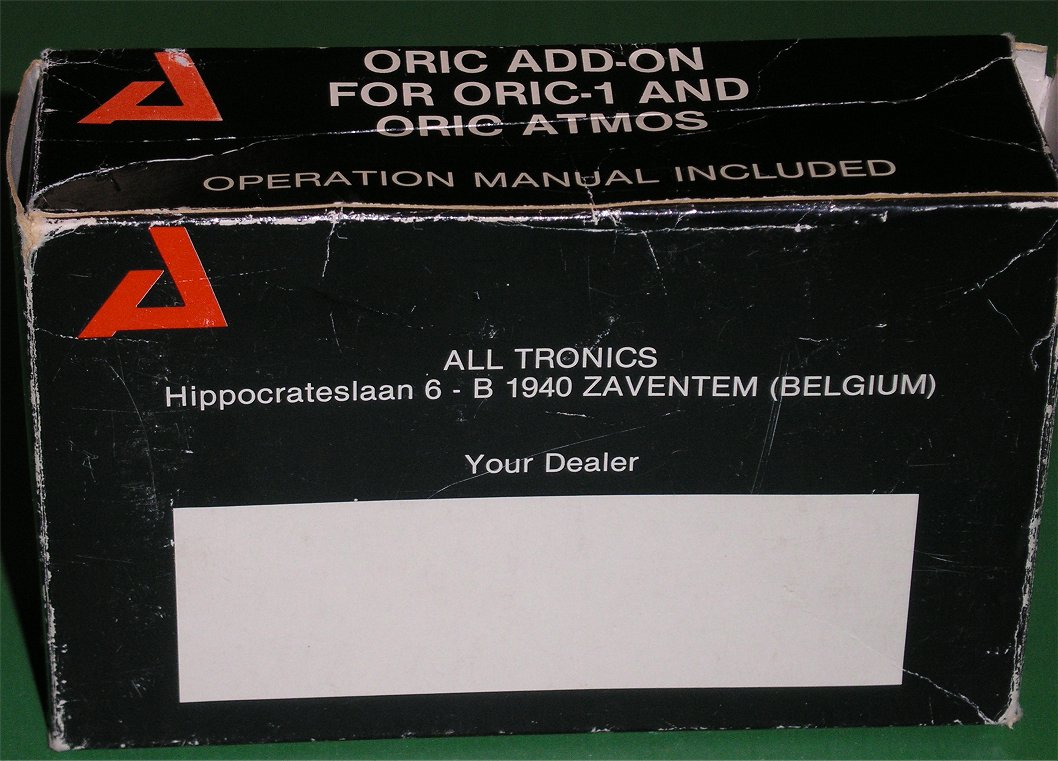 ORIC ADD-ON
FOR ORIC-1 AND
ORIC ATMOS
OPERATION MANUAL INCLUDED
ALL TRONICS
Hippocrateslaan 6 - B 1940 ZAVENTEM (BELGIUM)
Your Dealer